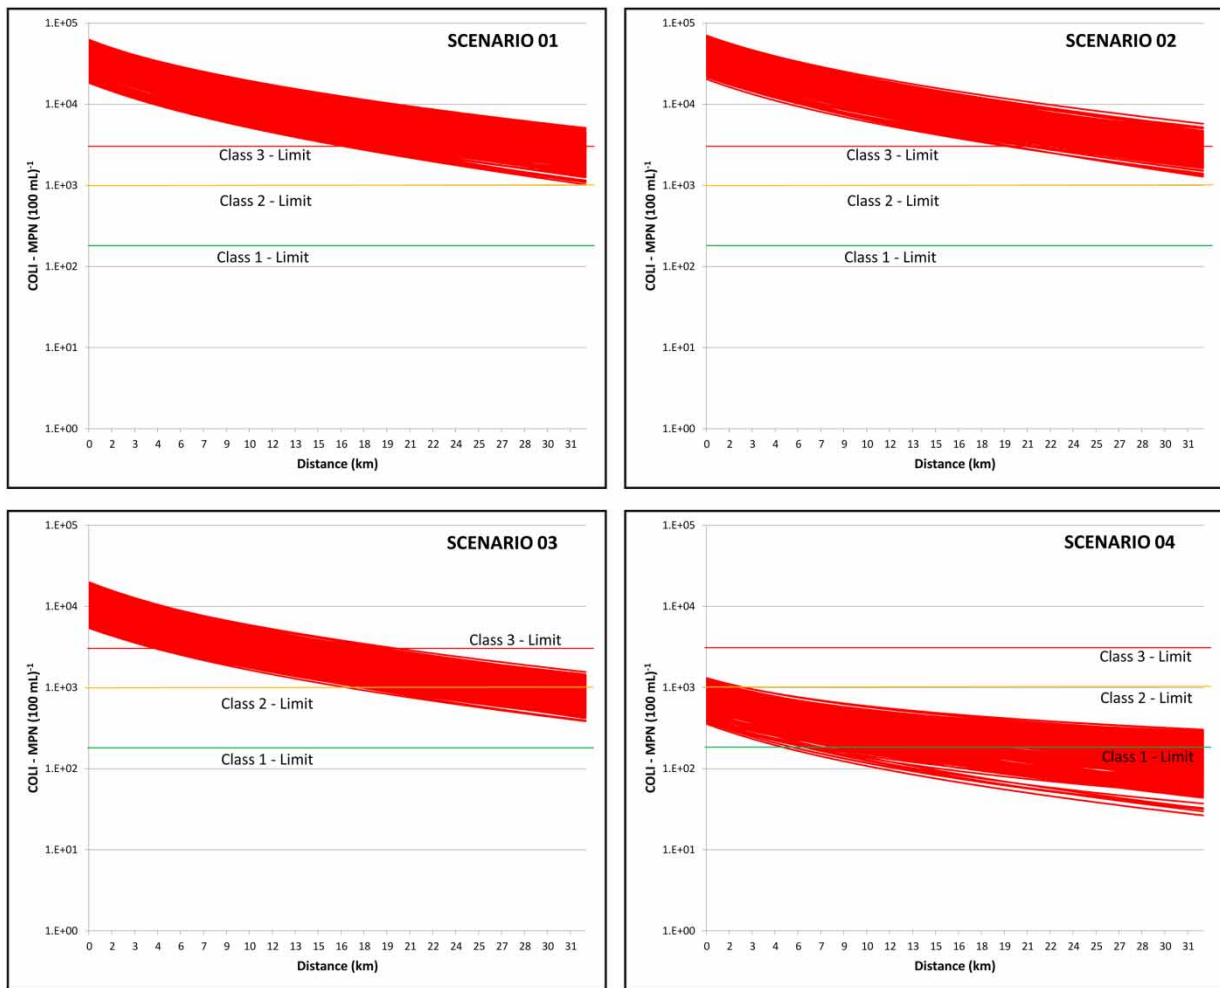 SCENARIO 01
COLI - MPN (100 mL)-1
1.E+05
1.E+04
1.E+03
1.E+02
1.E+01
1.E+00
Class 3 - Limit
Class 2 - Limit
Class 1 - Limit
0 2 3 4 6 7 9 10 12 13 15 16 18 19 21 22 24 25 27 28 30 31
Distance (km)
SCENARIO 02
COLI - MPN (100 mL)-1
1.E+05
1.E+04
1.E+03
1.E+02
1.E+01
1.E+00
Class 3 - Limit
Class 2 - Limit
Class 1 - Limit
0 2 3 4 6 7 9 10 12 13 15 16 18 19 21 22 24 25 27 28 30 31
Distance (km)
SCENARIO 03
COLI - MPN (100 mL)-1
1.E+05
1.E+04
1.E+03
1.E+02
1.E+01
1.E+00
Class 3 - Limit
Class 2 - Limit
Class 1 - Limit
0 2 3 4 6 7 9 10 12 13 15 16 18 19 21 22 24 25 27 28 30 31
Distance (km)
SCENARIO 04
COLI - MPN (100 mL)-1
1.E+05
1.E+04
1.E+03
1.E+02
1.E+01
1.E+00
Class 3 - Limit
Class 2 - Limit
Class 1 - Limit
0 2 3 4 6 7 9 10 12 13 15 16 18 19 21 22 24 25 27 28 30 31
Distance (km)